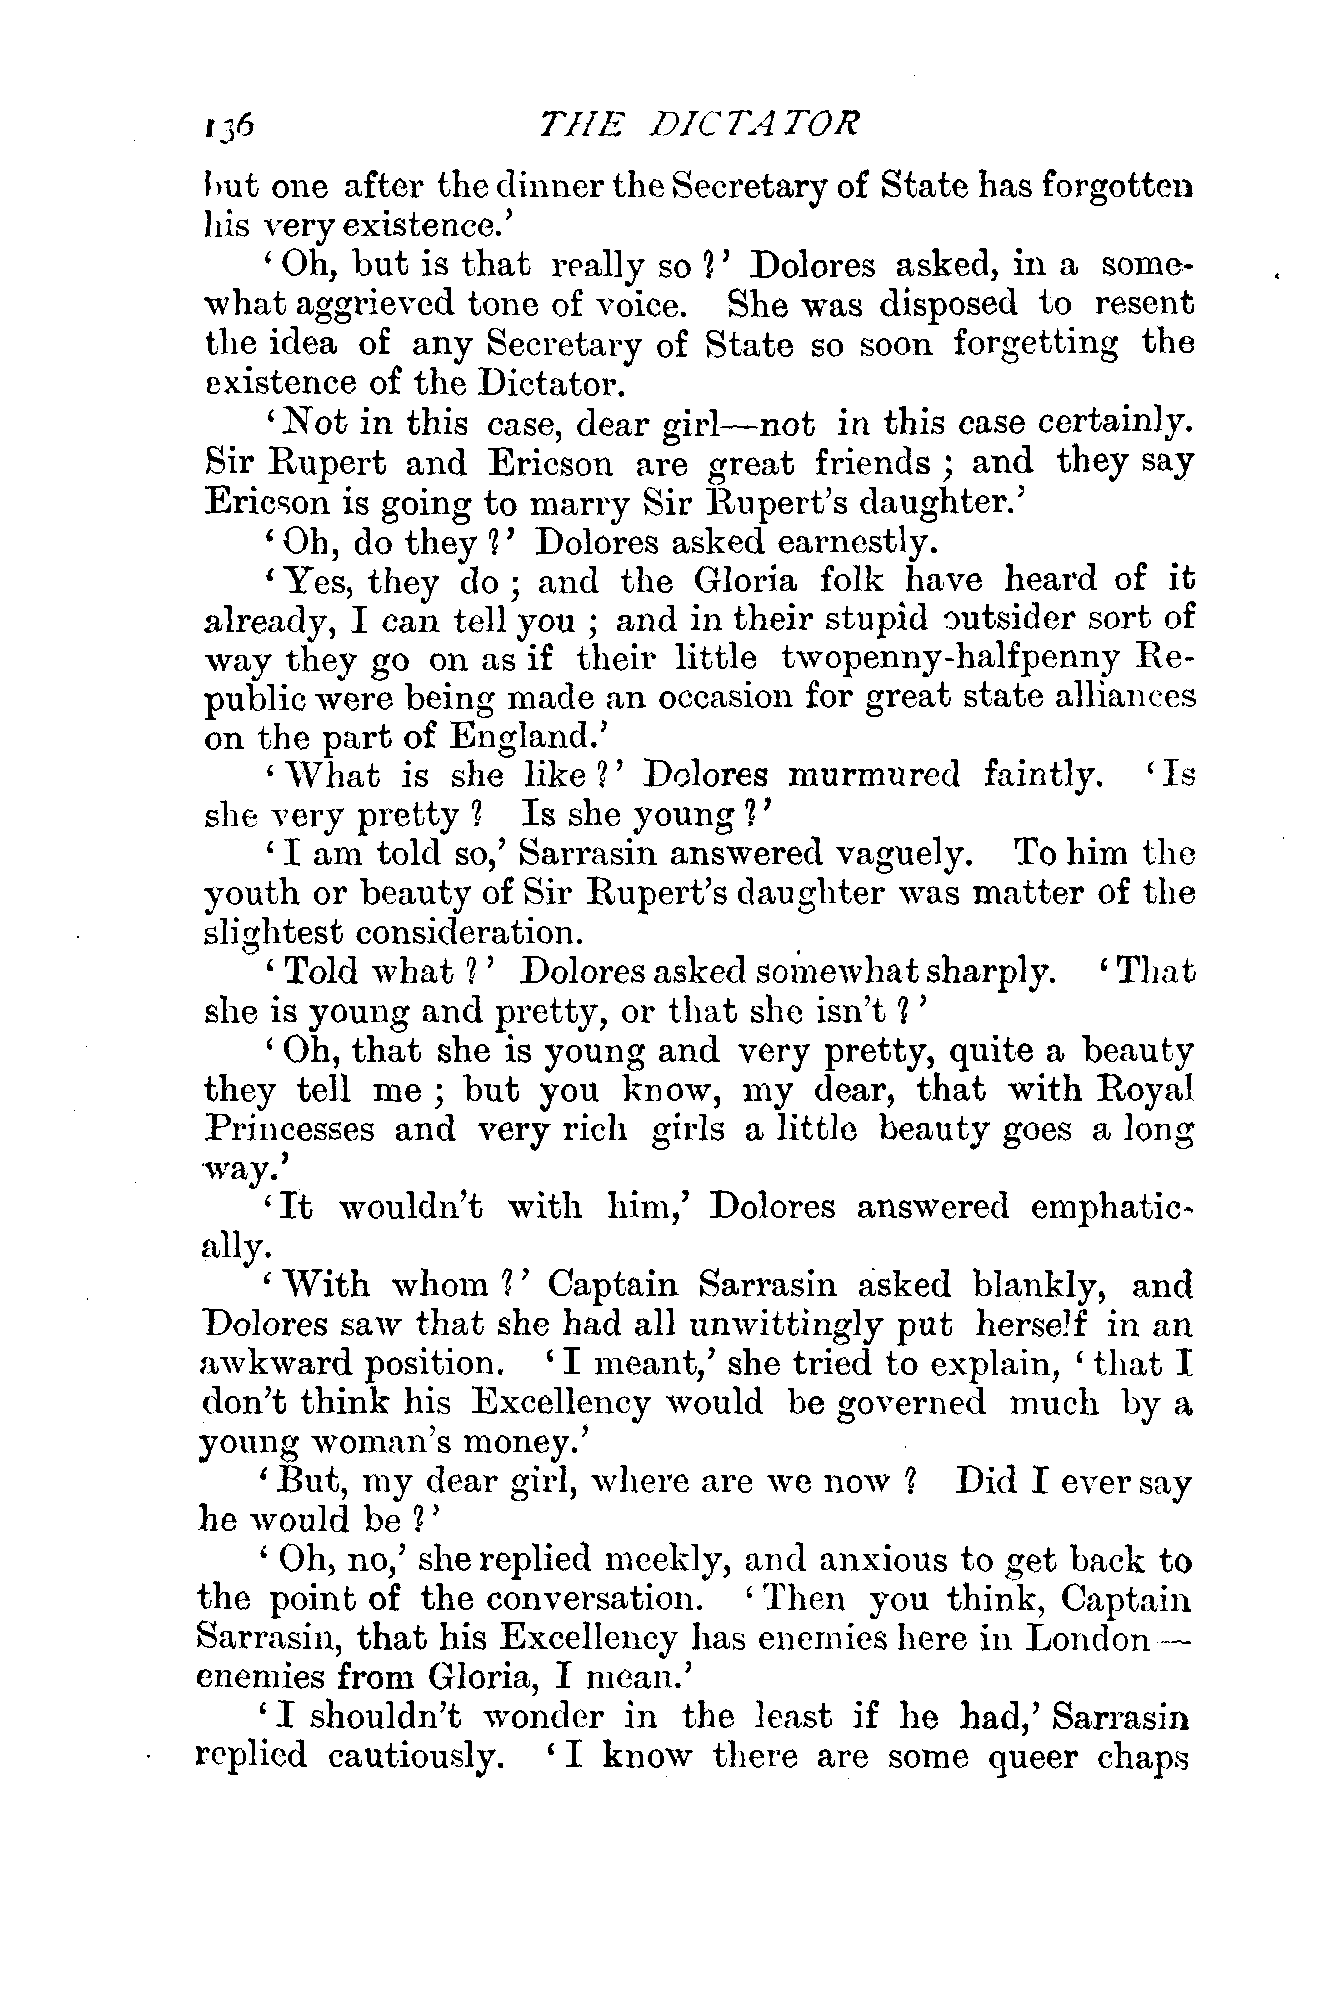 136 THE DICTATOR
but one after the dinner the Secretary of State has forgotten
his very existence.’
‘Oh, but is that really so?’ Dolores asked, in a some-
what aggrieved tone of voice. She was disposed to resent
the idea of any Secretary of State so soon forgetting the
existence of the Dictator.
‘Not in this case, dear girl—not in this case certainly.
Sir Rupert and Ericson are great friends; and they say
Ericson is going to marry Sir Rupert’s daughter.’
‘Oh, do they?’ Dolores asked earnestly.
‘Yes, they do; and the Gloria folk have heard of it
already, I can tell you; and in their stupid outsider sort of
way they go on as if their little twopenny-halfpenny Re-
public were being made an occasion for great state alliances
on the part of England.’
‘What is she like?’ Dolores murmured faintly. ‘Is
she very pretty? Is she young?’
‘I am told so,’ Sarrasin answered vaguely. To him the
youth or beauty of Sir Rupert’s daughter was matter of the
slightest consideration.
‘Told what?’ Dolores asked somewhat sharply. ‘That
she is young and pretty, or that she isn’t?’
‘Oh, that she is young and very pretty, quite a beauty
they tell me; but you know, my dear, that with Royal
Princesses and very rich girls a little beauty goes a long
way.’
‘It wouldn’t with him,’ Dolores answered emphatic-
ally.
‘With whom?’ Captain Sarrasin asked blankly, and
Dolores saw that she had all unwittingly put herself in an
awkward position. ‘I meant,’ she tried to explain, ‘that I
don’t think his Excellency would be governed much by a
young woman’s money.’
‘But, my dear girl, where are we now? Did I ever say
he would be?’
‘Oh, no,’ she replied meekly, and anxious to get back to
the point of the conversation. ‘Then you think, Captain
Sarrasin, that his Excellency has enemies here in London—
enemies from Gloria, I mean.’
‘I shouldn’t wonder in the least if he had,’ Sarrasin
replied cautiously. ‘I know there are some queer chaps